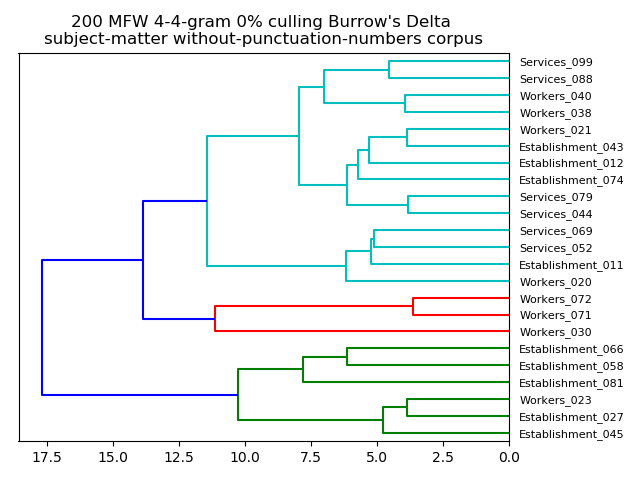 200 MFW 4-4-gram 0% culling Burrow's Delta
subject-matter without-punctuation-numbers corpus
Services_099
Services_088
Workers_040
Workers_038
Workers_021
Establishment_043
Establishment_012
Establishment_074
Services_079
Services_044
Services_069
Services_052
Establishment_011
Workers_020
Workers_072
Workers_071
Workers_030
Establishment_066
Establishment_058
Establishment_081
Workers_023
Establishment_027
Establishment_045
17.5 15.0 12.5 10.0 7.5 5.0 2.5 0.0